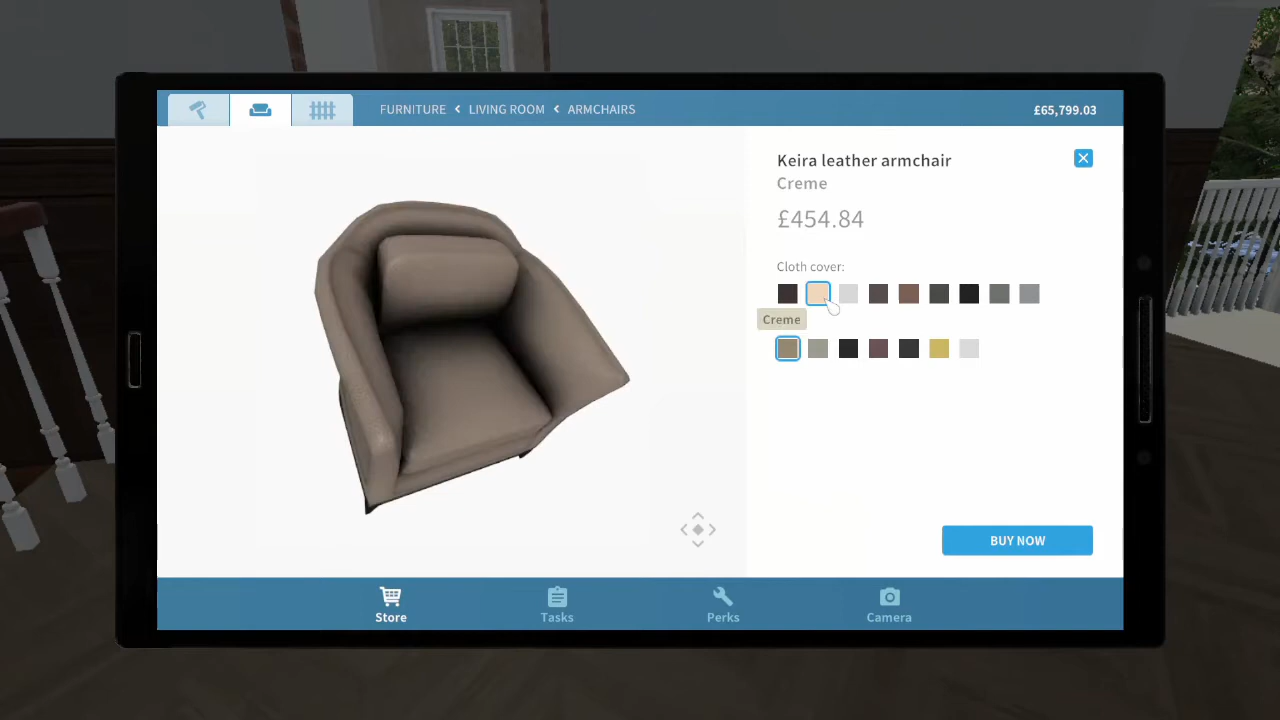 FURNITURE < LIVING ROOM < ARMCHAIRS
£65,799.03
Keira leather armchair
Creme
£454.84
Cloth cover:
Creme
BUY NOW
Store
Tasks
Perks
Camera